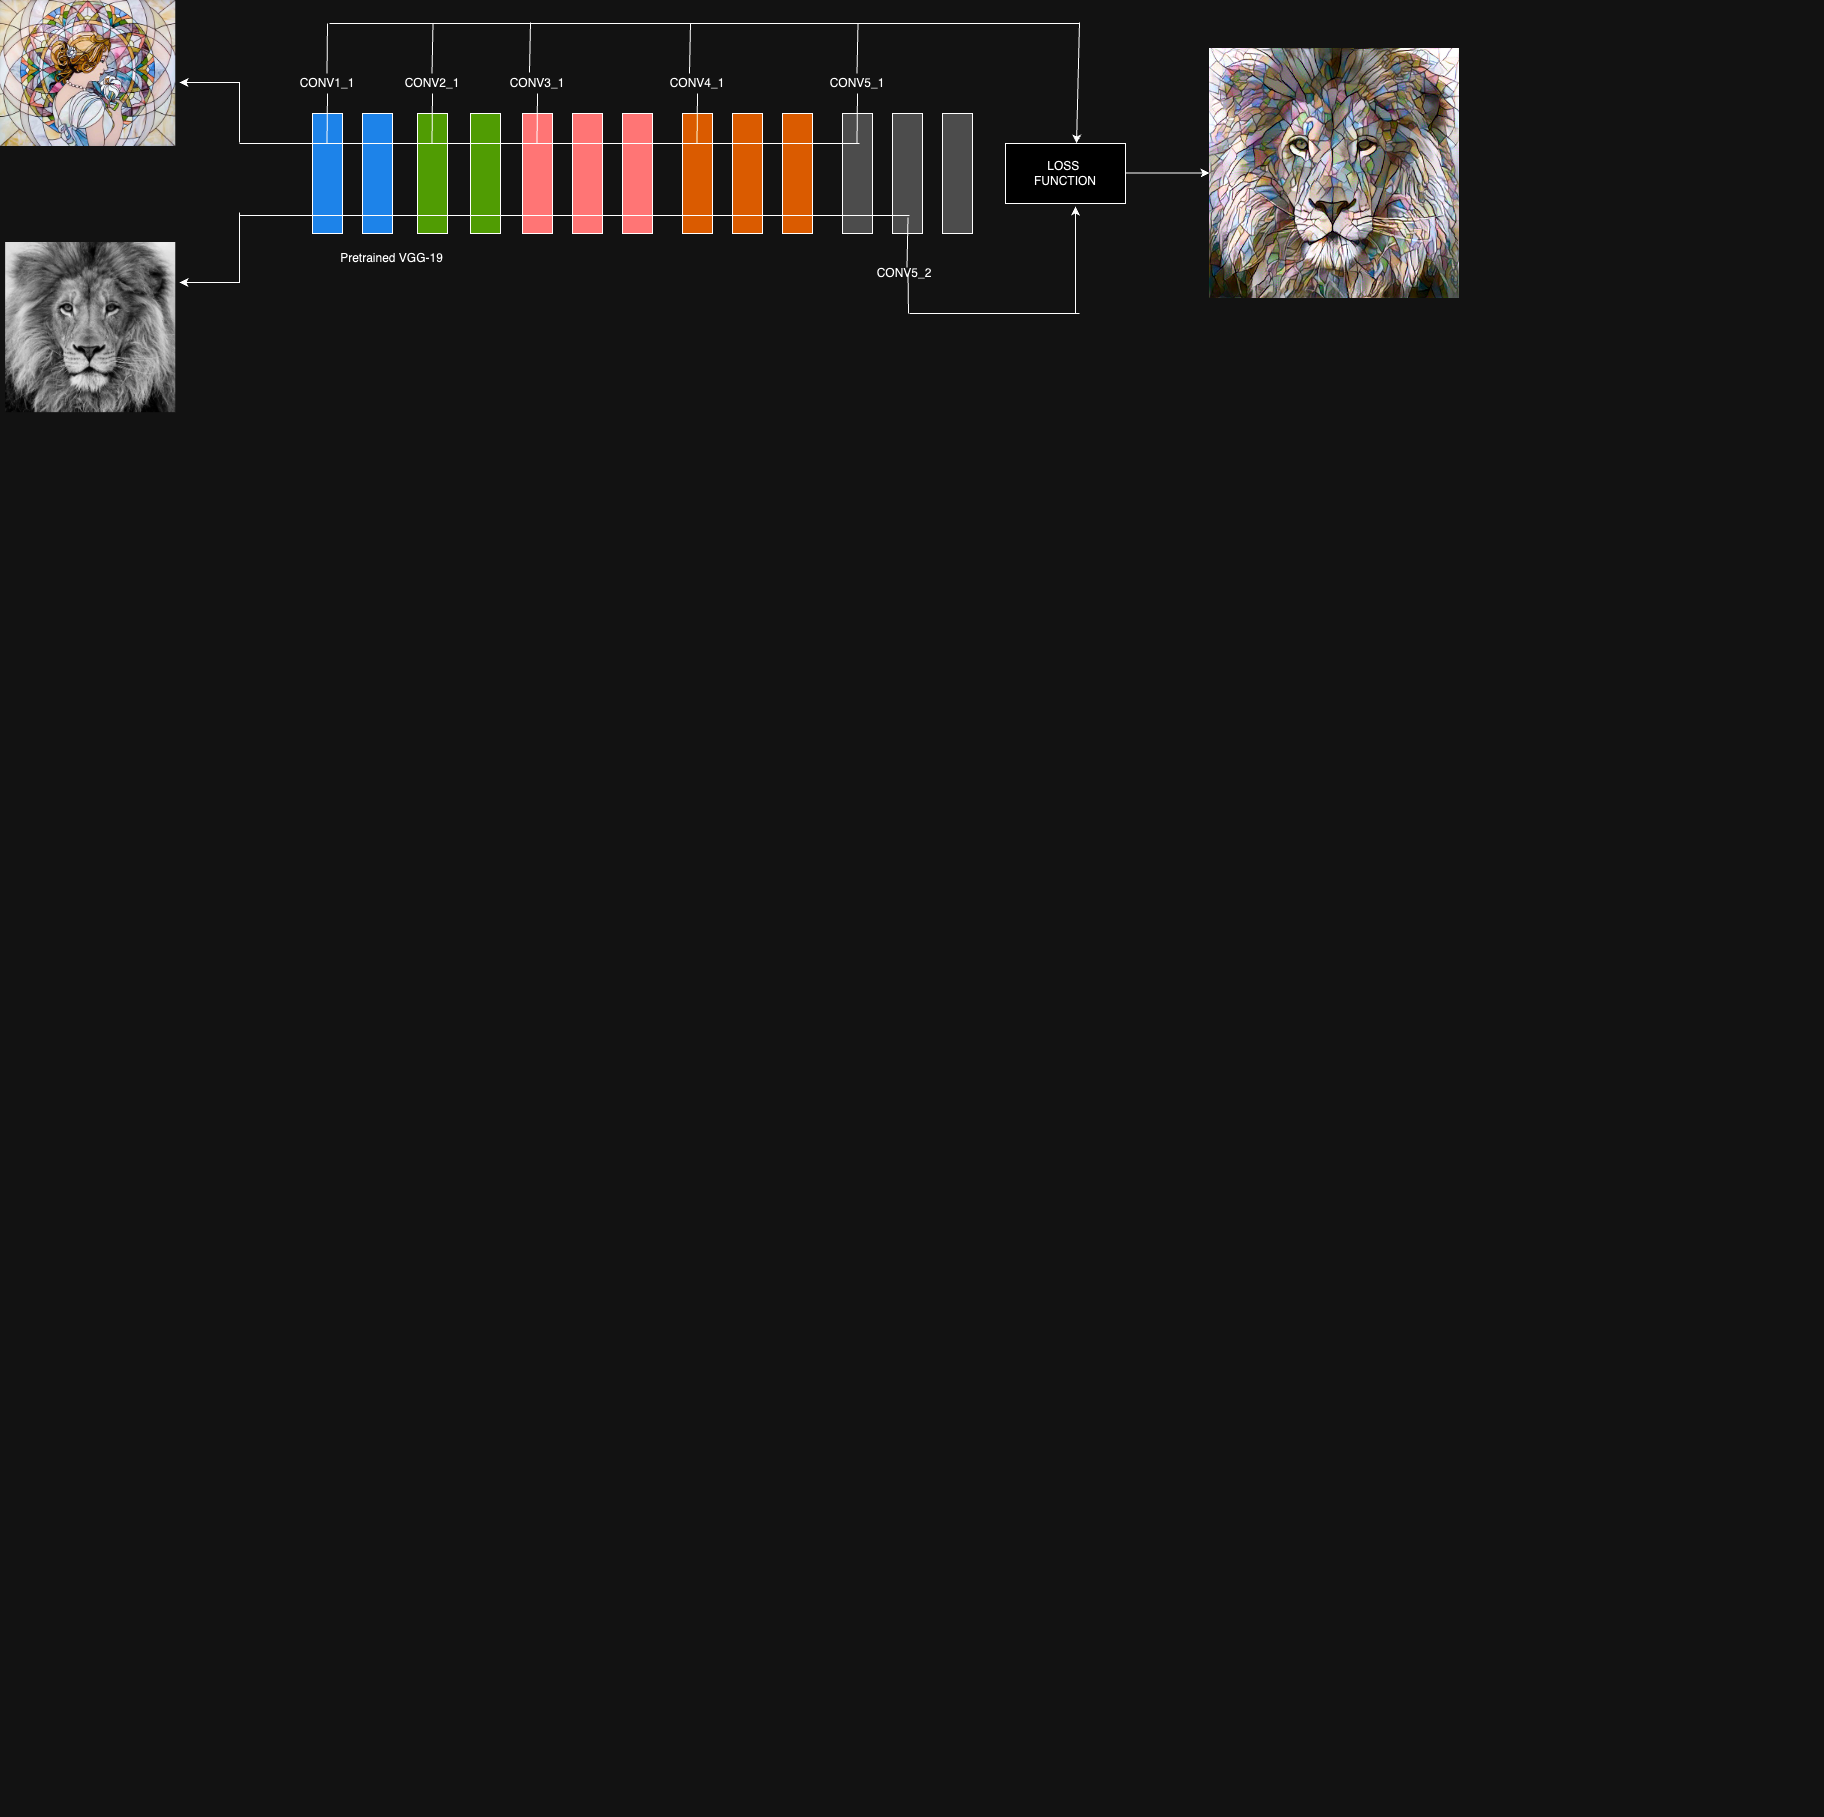 CONV1_1
CONV2_1
CONV3_1
CONV4_1
CONV5_1
LOSS
FUNCTION
Pretrained VGG-19
CONV5_2